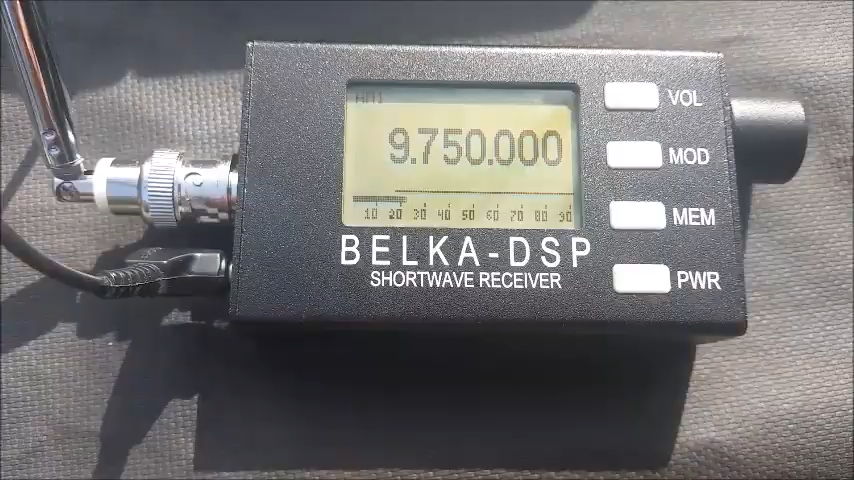 AM1
9.750.000
10 20 30 40 50 60 70 80 90
BELKA-DSP
SHORTWAVE RECEIVER
VOL
MOD
MEM
PWR